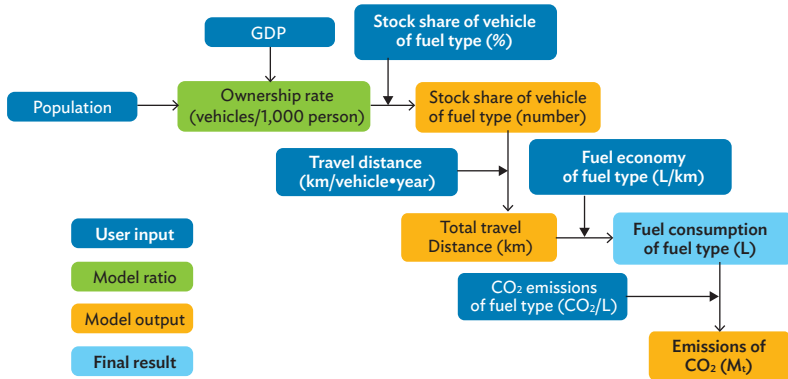 GDP
Stock share of vehicle
of fuel type (%)
Population
Ownership rate
(vehicles/1,000 person)
Stock share of vehicle
of fuel type (number)
Travel distance
(km/vehicle•year)
Fuel economy
of fuel type (L/km)
Total travel
Distance (km)
Fuel consumption
of fuel type (L)
CO₂ emissions
of fuel type (CO₂/L)
Emissions of
CO₂ (Mₜ)
User input
Model ratio
Model output
Final result